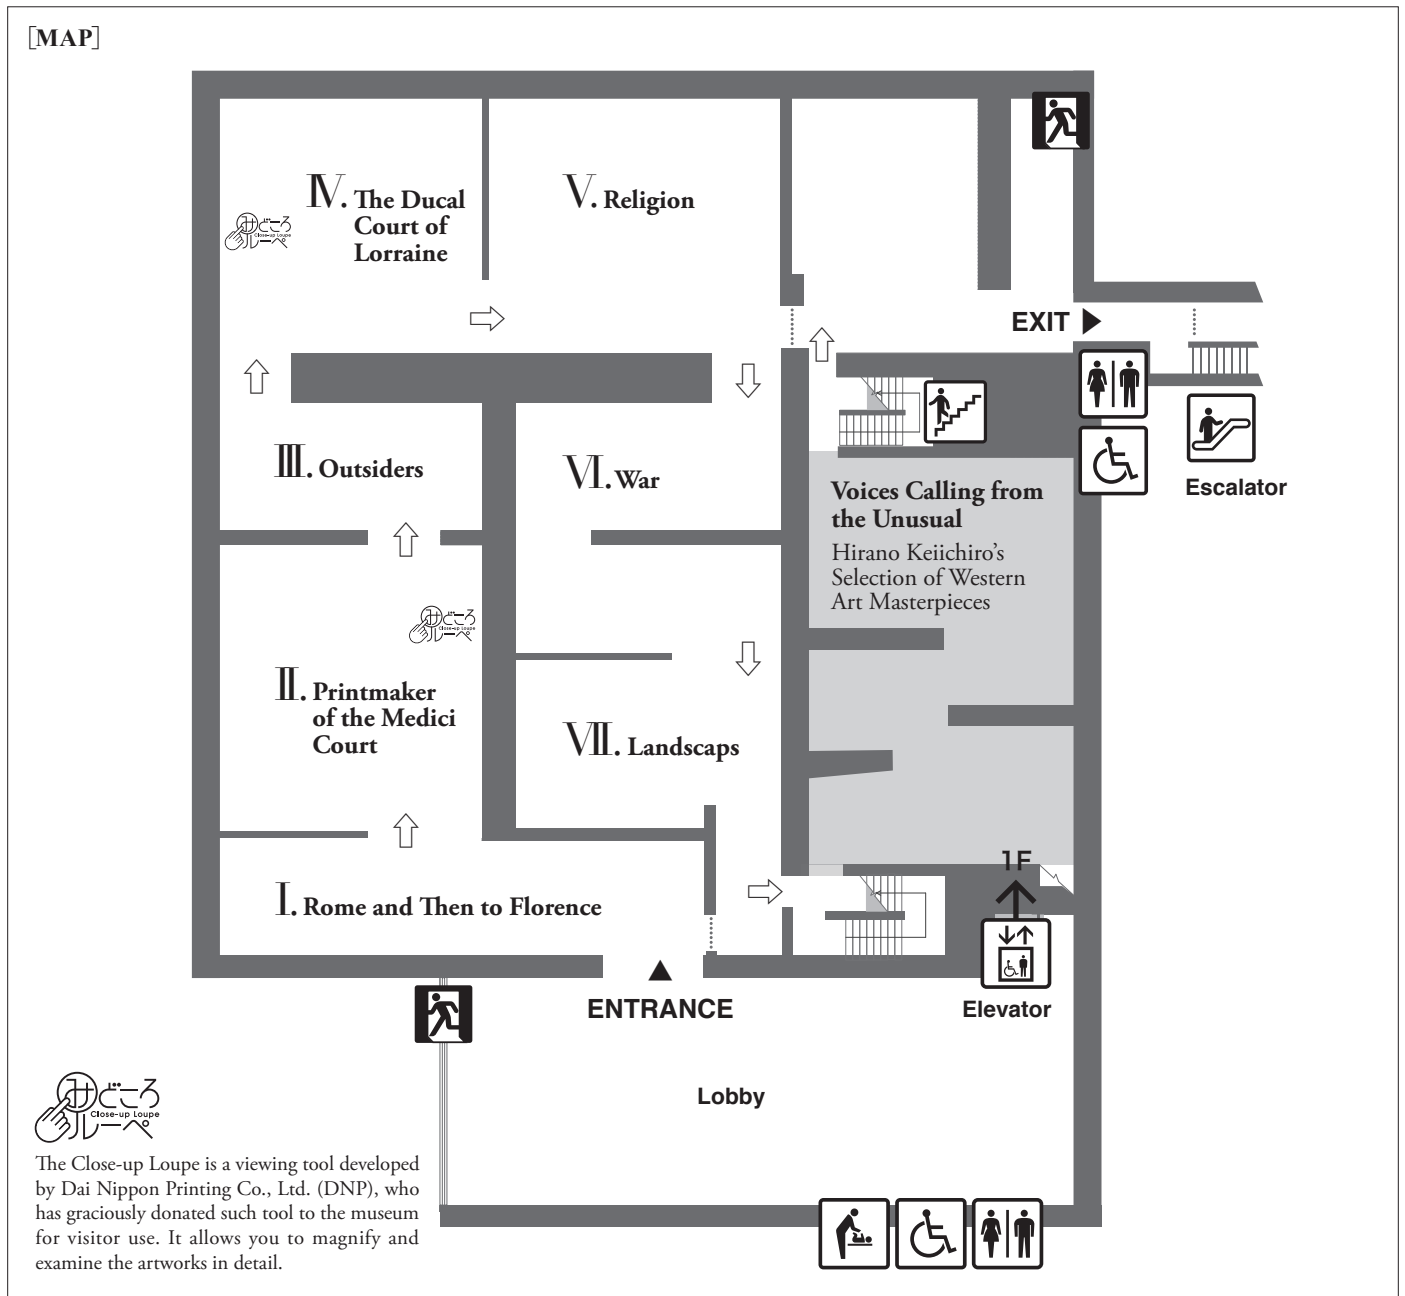 [MAP]
Ⅳ. The Ducal
Court of
Lorraine
みどころ
Close-up Loupe
ルーペ
Ⅴ. Religion
EXIT
Ⅲ. Outsiders
Ⅵ. War
Voices Calling from
the Unusual
Hirano Keiichiro’s
Selection of Western
Art Masterpieces
Escalator
みどころ
Close-up Loupe
ルーペ
Ⅱ. Printmaker
of the Medici
Court
Ⅶ. Landscaps
1F
Ⅰ. Rome and Then to Florence
ENTRANCE
Elevator
Lobby
みどころ
Close-up Loupe
ルーペ
The Close-up Loupe is a viewing tool developed
by Dai Nippon Printing Co., Ltd. (DNP), who
has graciously donated such tool to the museum
for visitor use. It allows you to magnify and
examine the artworks in detail.